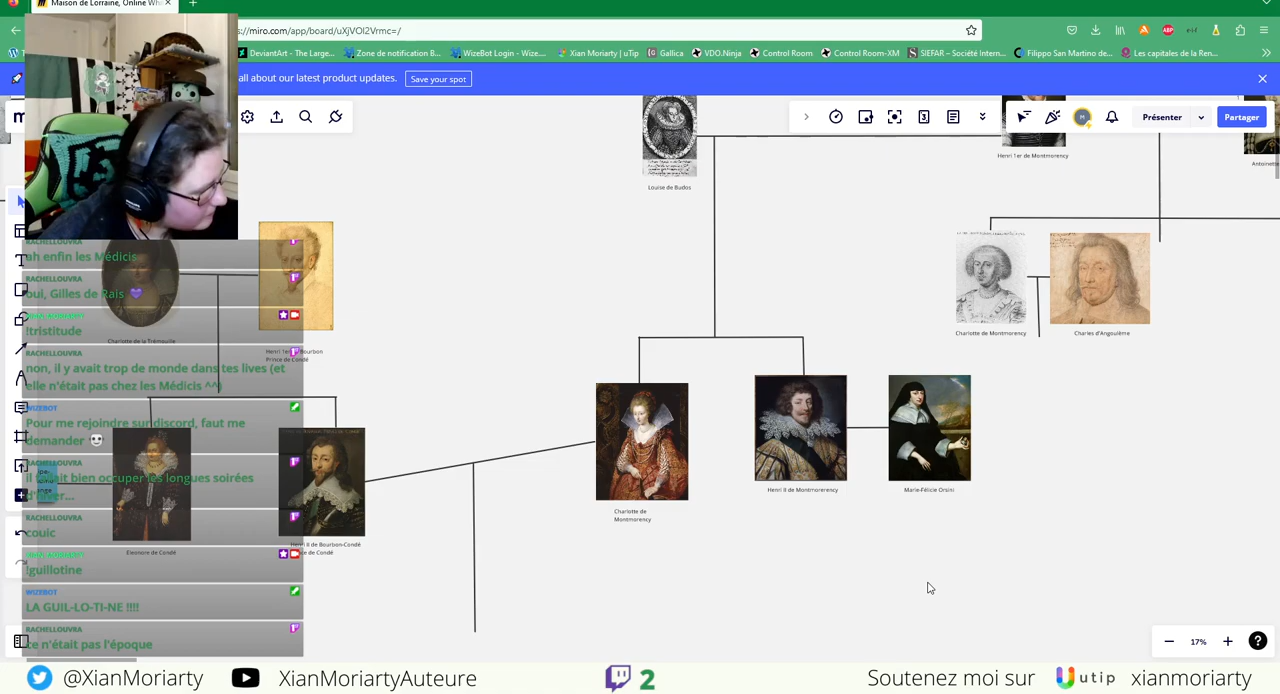 Maison de Lorraine, Online Whi
s://miro.com/app/board/uXjVOl2Vrmc=/
DeviantArt - The Large...
Zone de notification B...
WizeBot Login - Wize...
Xian Moriarty | uTip
Gallica
VDO.Ninja
Control Room
Control Room-XM
SIEFAR – Société Intern...
Filippo San Martino de...
Les capitales de la Ren...
all about our latest product updates.
Save your spot
Présenter
Partager
Louise de Budos
Henri 1er de Montmorency
Antoinette
Charlotte de Montmorency
Charles d'Angoulême
Charlotte de la Trémouille
Henri 1er de Bourbon
Prince de Condé
Charlotte de
Montmorency
Henri II de Montmorerency
Marie-Félicie Orsini
Eleonore de Condé
Henri II de Bourbon-Condé
de Condé
RACHELLOUVRA
ah enfin les Médicis
RACHELLOUVRA
oui, Gilles de Rais 💜
XIAN_MORIARTY
!tristitude
RACHELLOUVRA
non, il y avait trop de monde dans tes lives (et
elle n'était pas chez les Médicis ^^)
WIZEBOT
Pour me rejoindre sur discord, faut me
demander
RACHELLOUVRA
il fallait bien occuper les longues soirées
d'hiver...
RACHELLOUVRA
couic
XIAN_MORIARTY
!guillotine
WIZEBOT
LA GUIL-LO-TI-NE !!!!
RACHELLOUVRA
ce n'était pas l'époque
17%
@XianMoriarty
XianMoriartyAuteure
2
Soutenez moi sur
utip
xianmoriarty